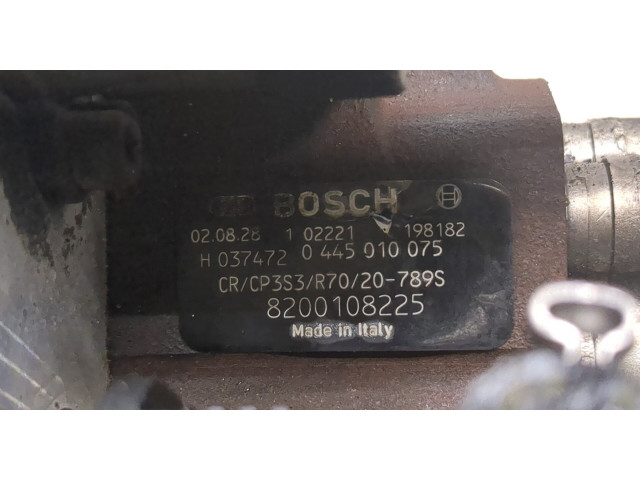 BOSCH
02.08.28 1 02221 198182
H 037472 0 445 010 075
CR/CP3S3/R70/20-789S
8200108225
Made in Italy